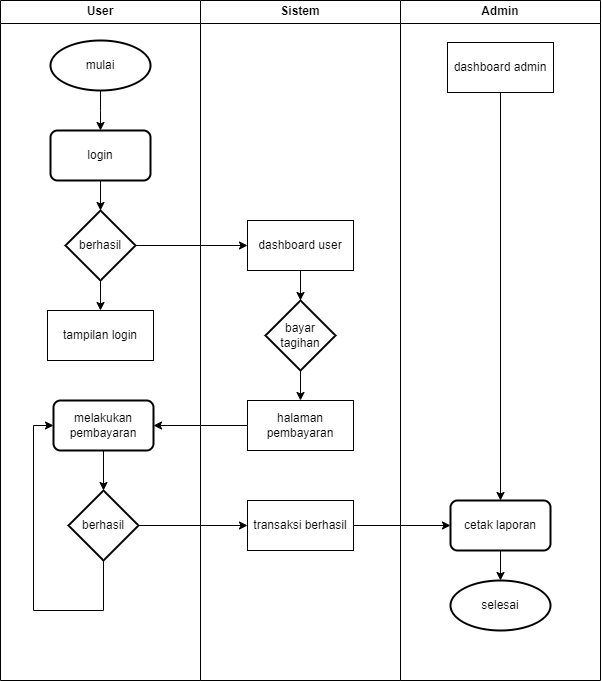 User
Sistem
Admin
mulai
dashboard admin
login
berhasil
dashboard user
tampilan login
bayar
tagihan
melakukan
pembayaran
halaman
pembayaran
berhasil
transaksi berhasil
cetak laporan
selesai